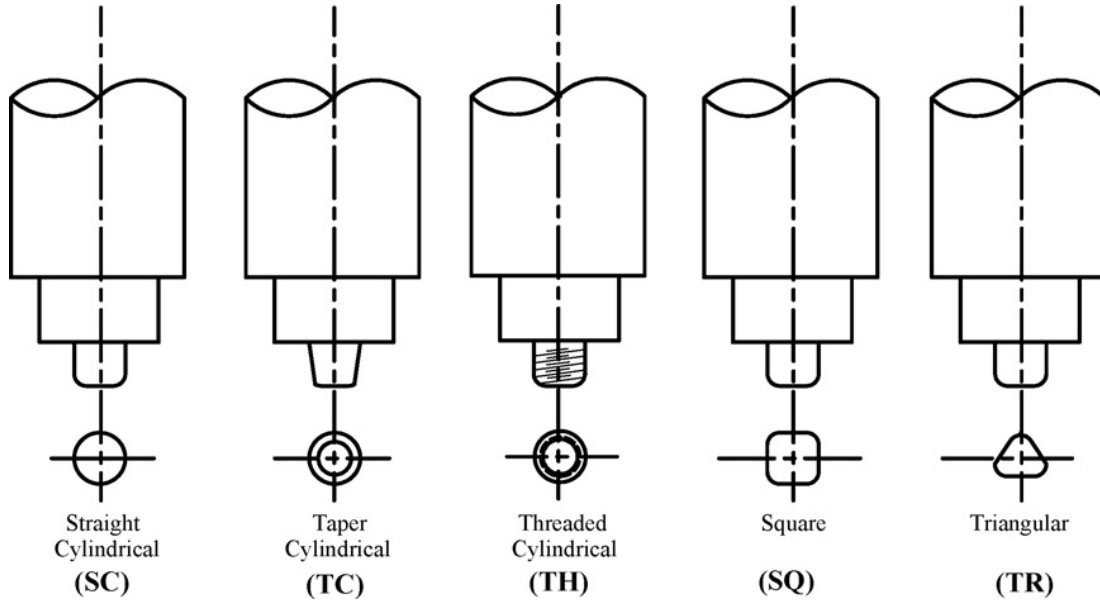 Straight
Cylindrical
(SC)
Taper
Cylindrical
(TC)
Threaded
Cylindrical
(TH)
Square
(SQ)
Triangular
(TR)